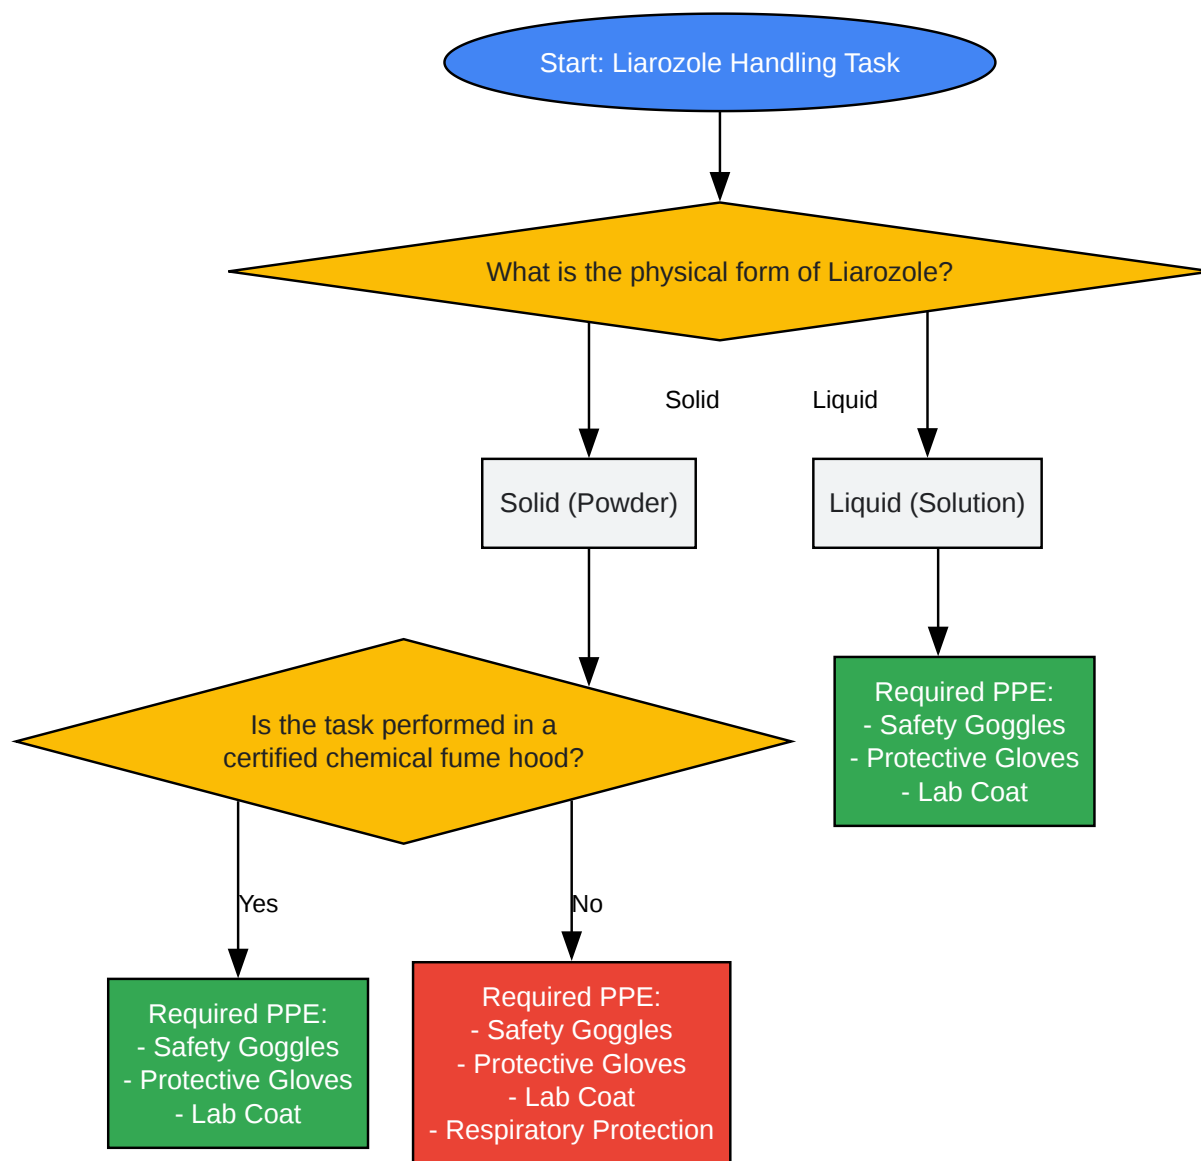 Start: Liarozole Handling Task
What is the physical form of Liarozole?
Solid
Liquid
Solid (Powder)
Liquid (Solution)
Is the task performed in a
certified chemical fume hood?
Required PPE:
- Safety Goggles
- Protective Gloves
- Lab Coat
Yes
No
Required PPE:
- Safety Goggles
- Protective Gloves
- Lab Coat
Required PPE:
- Safety Goggles
- Protective Gloves
- Lab Coat
- Respiratory Protection